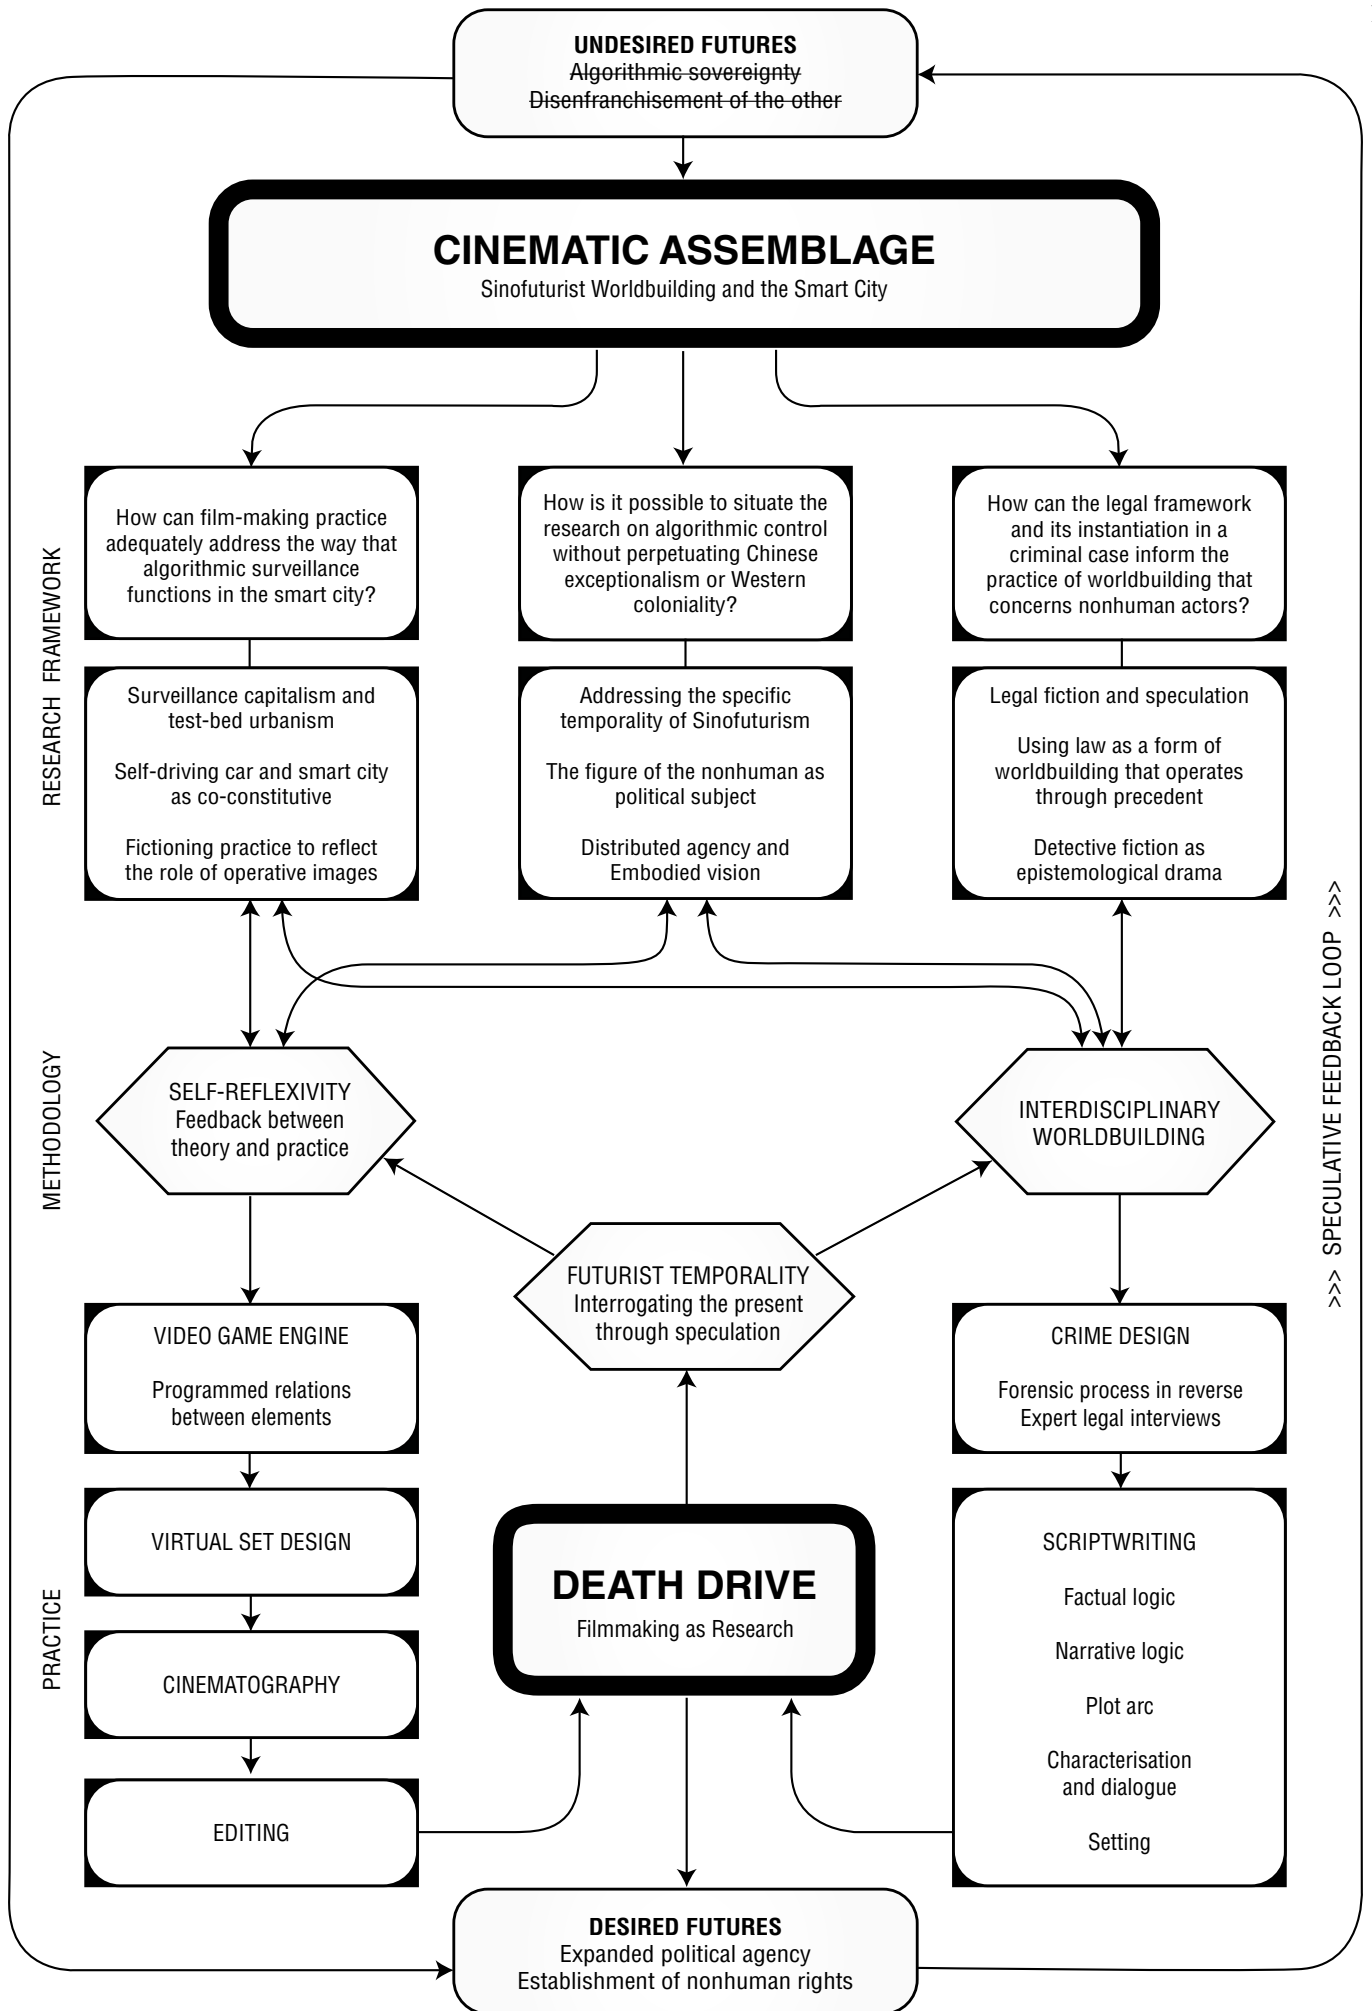 UNDESIRED FUTURES
Algorithmic sovereignty
Disenfranchisement of the other
CINEMATIC ASSEMBLAGE
Sinofuturist Worldbuilding and the Smart City
RESEARCH FRAMEWORK
How can film-making practice
adequately address the way that
algorithmic surveillance
functions in the smart city?
How is it possible to situate the
research on algorithmic control
without perpetuating Chinese
exceptionalism or Western
coloniality?
How can the legal framework
and its instantiation in a
criminal case inform the
practice of worldbuilding that
concerns nonhuman actors?
Surveillance capitalism and
test-bed urbanism
Self-driving car and smart city
as co-constitutive
Fictioning practice to reflect
the role of operative images
Addressing the specific
temporality of Sinofuturism
The figure of the nonhuman as
political subject
Distributed agency and
Embodied vision
Legal fiction and speculation
Using law as a form of
worldbuilding that operates
through precedent
Detective fiction as
epistemological drama
>>> SPECULATIVE FEEDBACK LOOP >>>
METHODOLOGY
SELF-REFLEXIVITY
Feedback between
theory and practice
INTERDISCIPLINARY
WORLDBUILDING
FUTURIST TEMPORALITY
Interrogating the present
through speculation
PRACTICE
VIDEO GAME ENGINE
Programmed relations
between elements
CRIME DESIGN
Forensic process in reverse
Expert legal interviews
VIRTUAL SET DESIGN
CINEMATOGRAPHY
EDITING
DEATH DRIVE
Filmmaking as Research
SCRIPTWRITING
Factual logic
Narrative logic
Plot arc
Characterisation
and dialogue
Setting
DESIRED FUTURES
Expanded political agency
Establishment of nonhuman rights